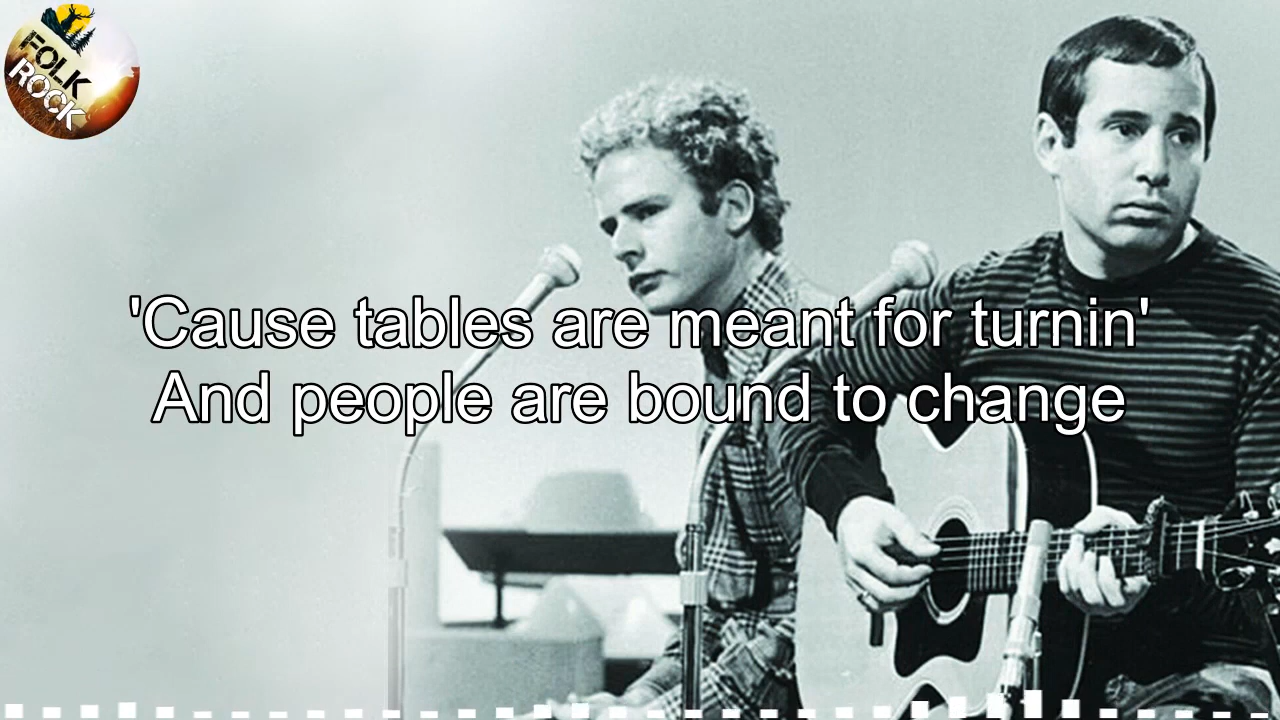 FOLK
ROCK
'Cause tables are meant for turnin'
And people are bound to change